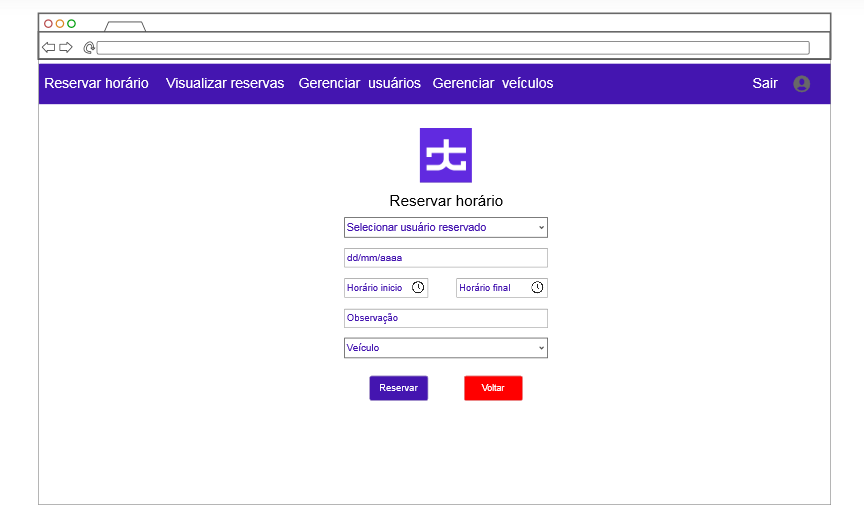 Reservar horário Visualizar reservas Gerenciar usuários Gerenciar veículos Sair
Reservar horário
Selecionar usuário reservado
dd/mm/aaaa
Horário inicio Horário final
Observação
Veículo
Reservar Voltar